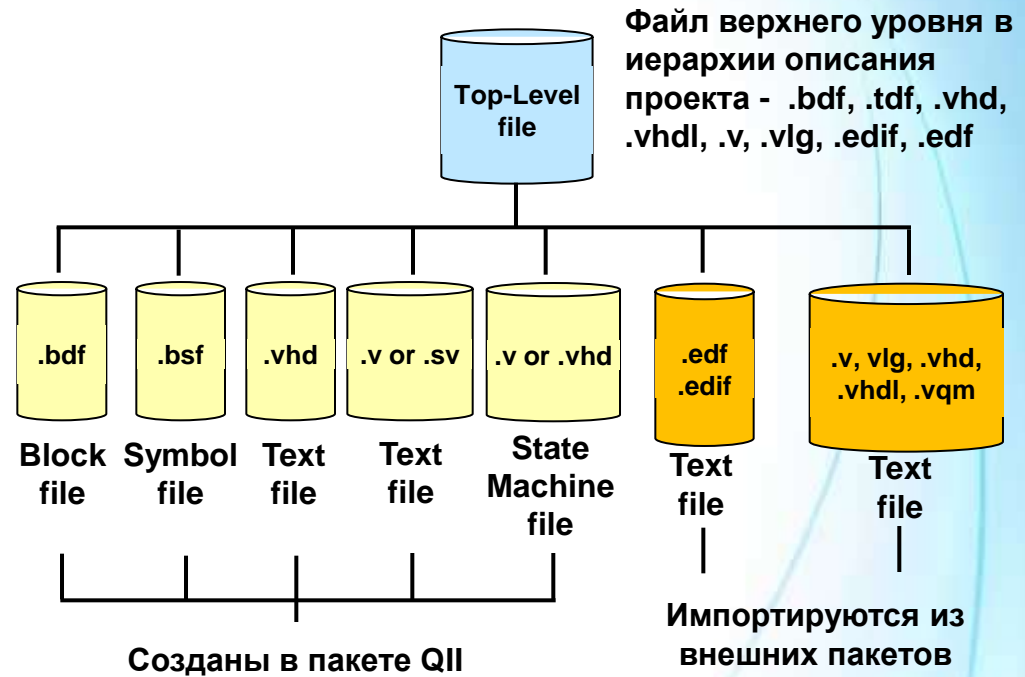 Top-Level
file
Файл верхнего уровня в
иерархии описания
проекта - .bdf, .tdf, .vhd,
.vhdl, .v, .vlg, .edif, .edf
.bdf
.bsf
.vhd
.v or .sv
.v or .vhd
.edf
.edif
.v, vlg, .vhd,
.vhdl, .vqm
Block
file
Symbol
file
Text
file
Text
file
State
Machine
file
Text
file
Text
file
Созданы в пакете QII
Импортируются из
внешних пакетов